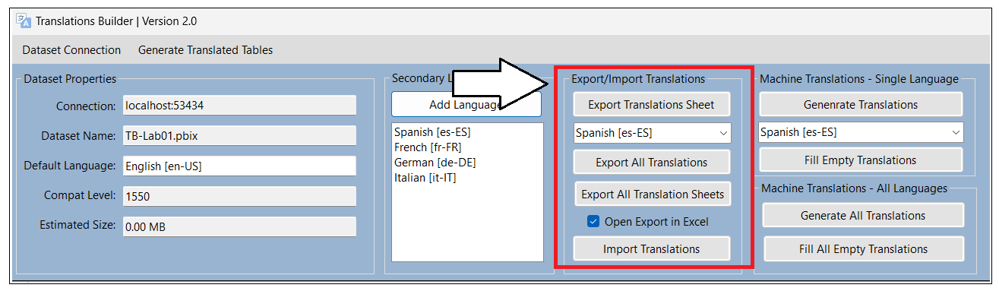 Translations Builder | Version 2.0
Dataset Connection Generate Translated Tables
Dataset Properties
Connection: localhost:53434
Dataset Name: TB-Lab01.pbix
Default Language: English [en-US]
Compat Level: 1550
Estimated Size: 0.00 MB
Secondary
Add Language
Spanish [es-ES]
French [fr-FR]
German [de-DE]
Italian [it-IT]
Export/Import Translations
Export Translations Sheet
Spanish [es-ES]
Export All Translations
Export All Translation Sheets
Open Export in Excel
Import Translations
Machine Translations - Single Language
Genenrate Translations
Spanish [es-ES]
Fill Empty Translations
Machine Translations - All Languages
Generate All Translations
Fill All Empty Translations